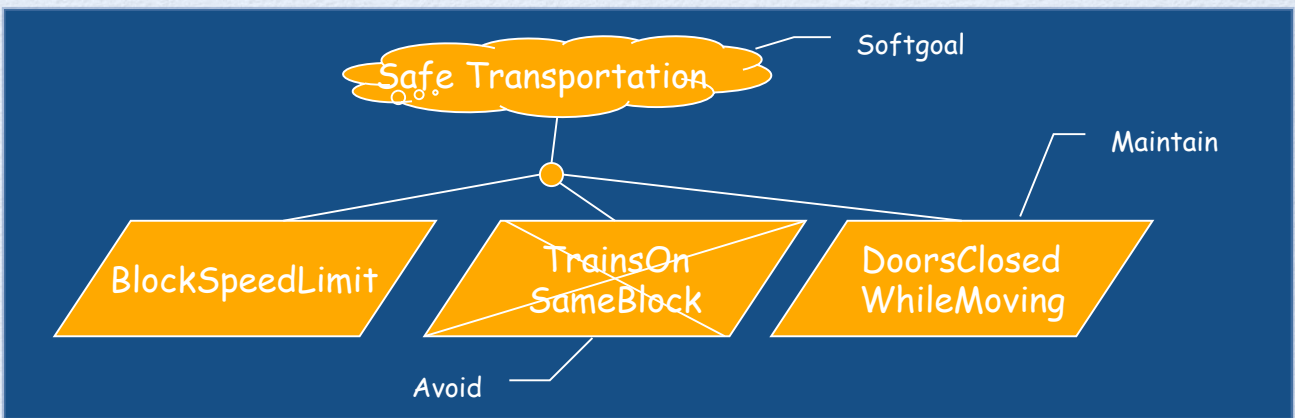 Softgoal
Safe Transportation
Maintain
BlockSpeedLimit
TrainsOn
SameBlock
DoorsClosed
WhileMoving
Avoid